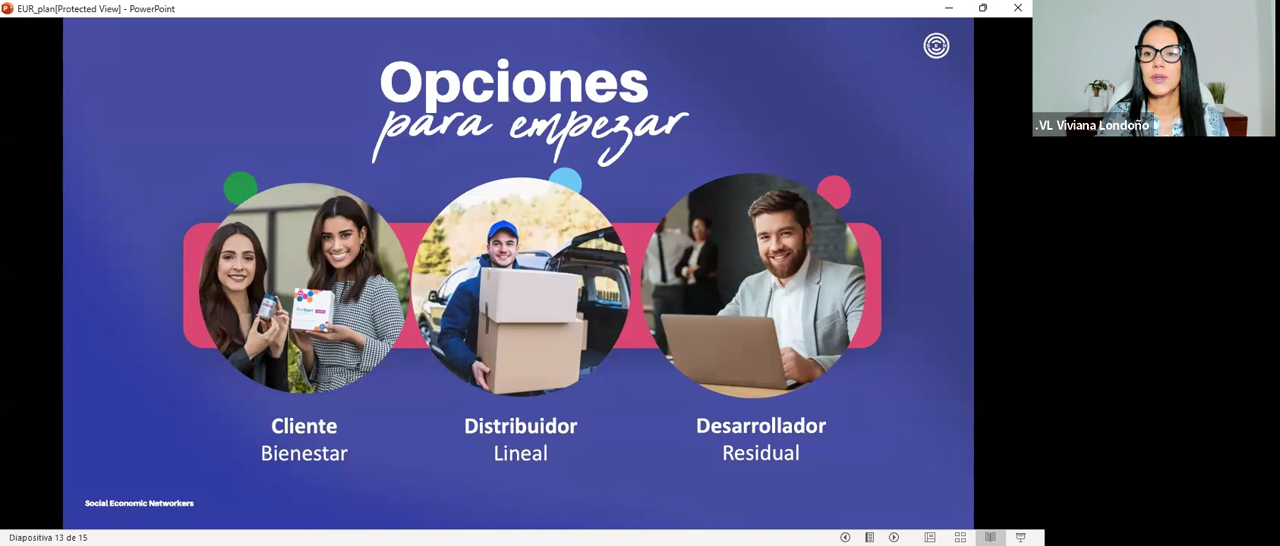 EUR_plan[Protected View] - PowerPoint
Opciones
para empezar
Cliente
Bienestar
Distribuidor
Lineal
Desarrollador
Residual
Social Economic Networkers
Diapositiva 13 de 15
.VL Viviana Londoño